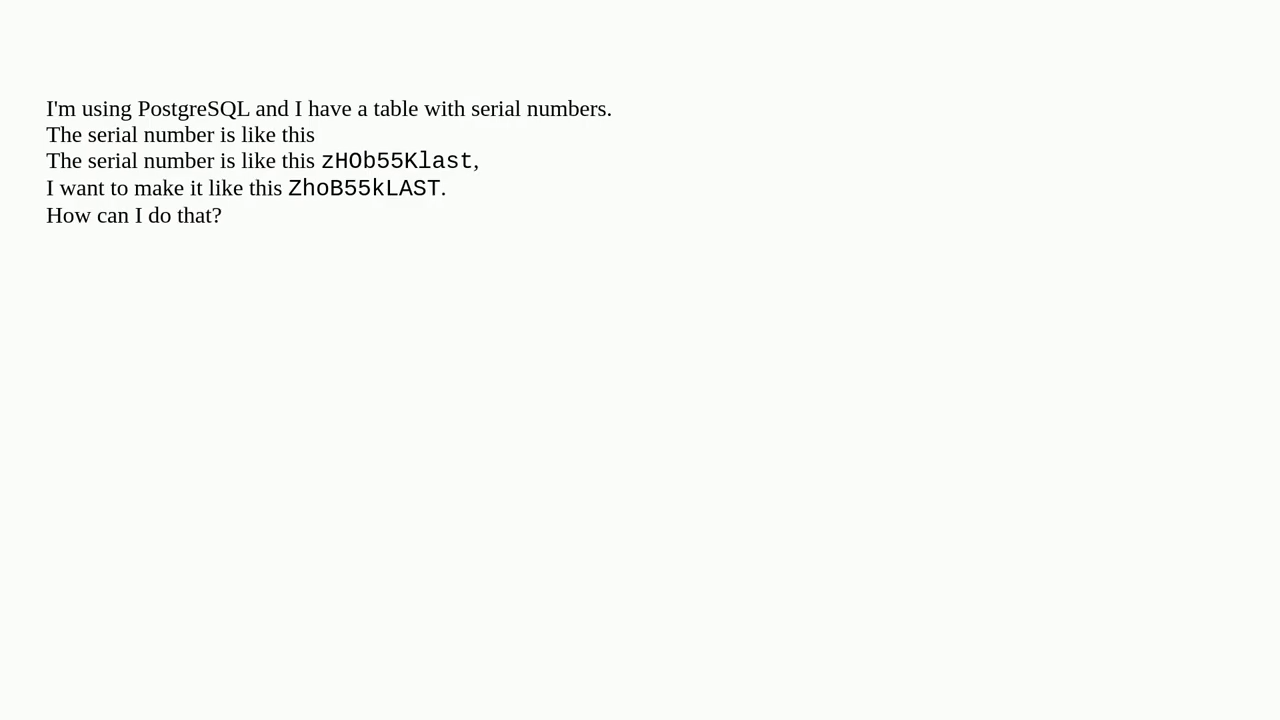 I'm using PostgreSQL and I have a table with serial numbers.
The serial number is like this
The serial number is like this zHOb55Klast,
I want to make it like this ZhoB55kLAST.
How can I do that?